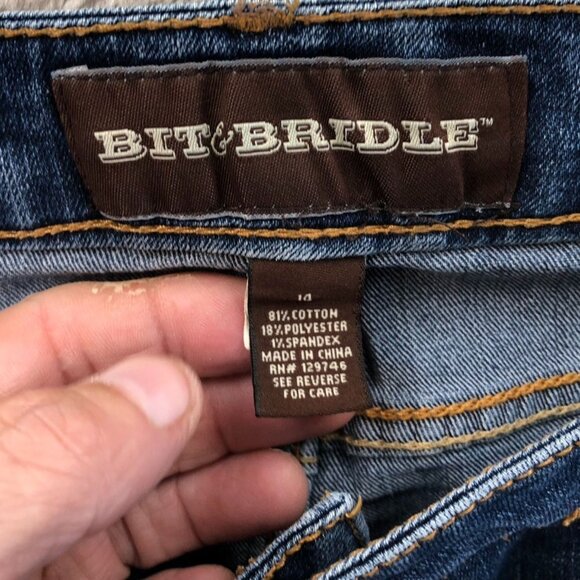 BIT&BRIDLE™
14
81% COTTON
18% POLYESTER
1% SPANDEX
MADE IN CHINA
RN# 129746
SEE REVERSE
FOR CARE